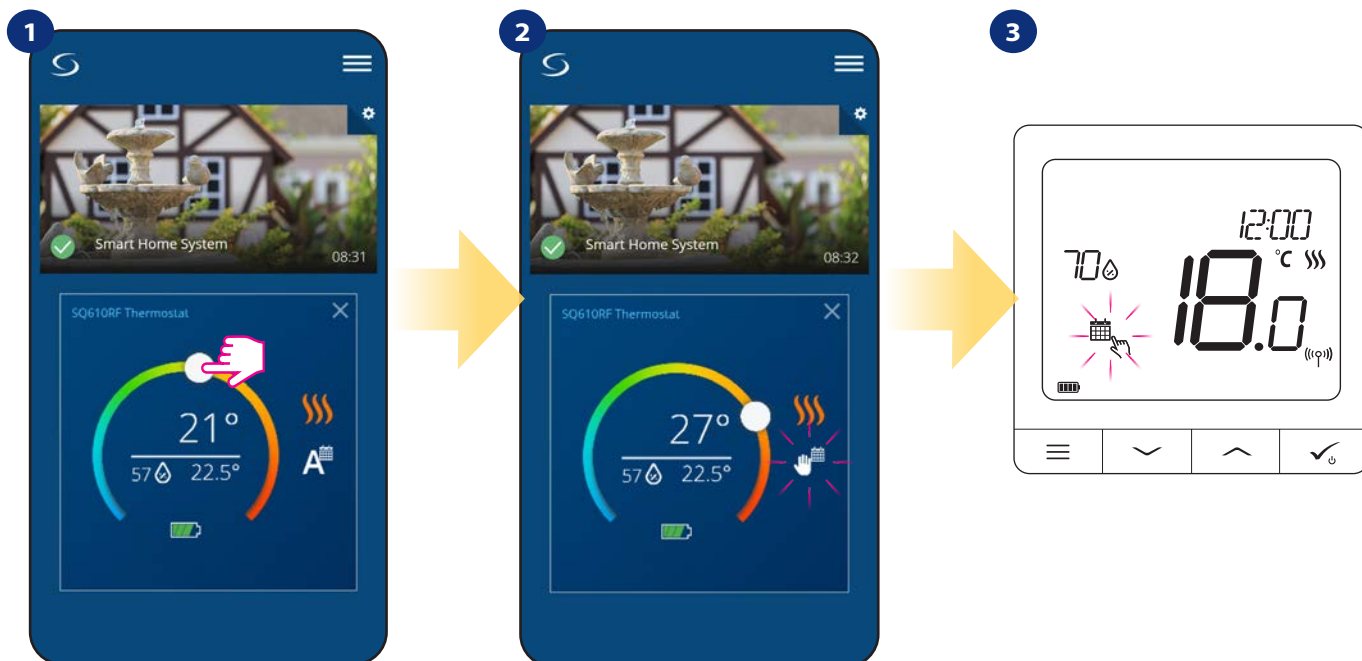 1
Smart Home System
08:31
SQ610RF Thermostat
21°
57 22.5°
A
2
Smart Home System
08:32
SQ610RF Thermostat
27°
57 22.5°
3
12:00
70 °C
18.0